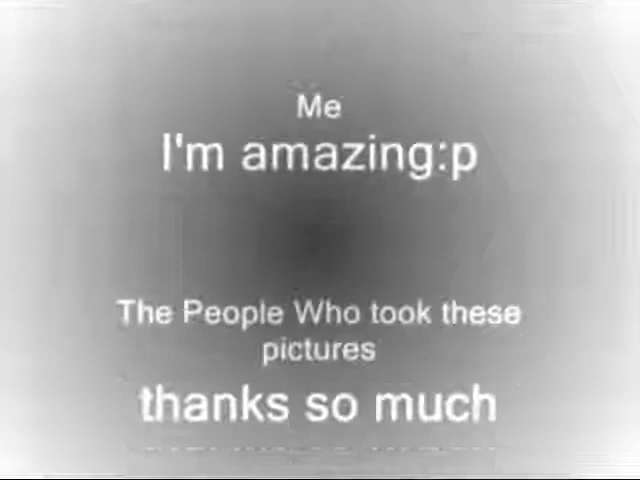 Me
I'm amazing:p
The People Who took these
pictures
thanks so much